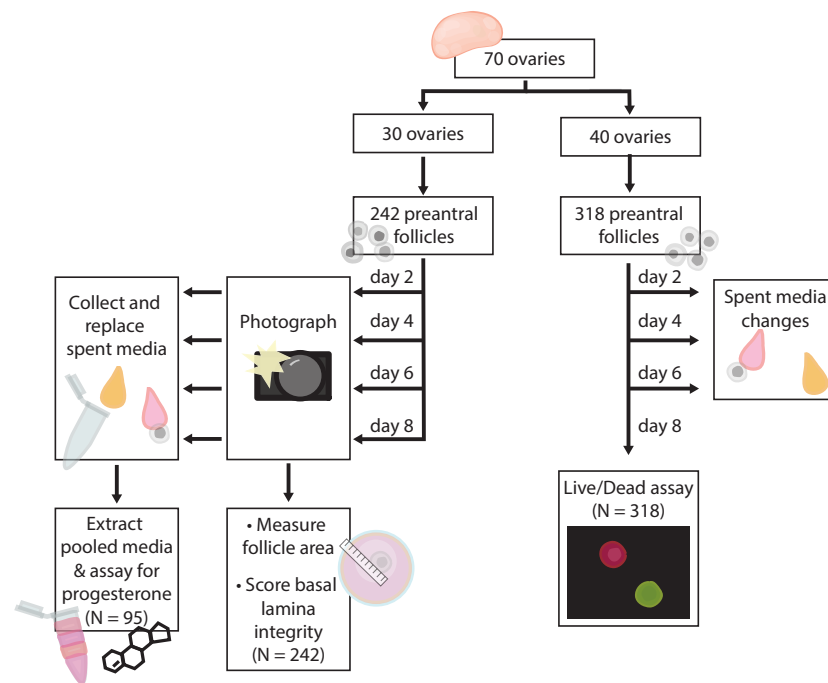 70 ovaries
30 ovaries
40 ovaries
242 preantral
follicles
318 preantral
follicles
day 2
day 4
day 6
day 8
Collect and
replace
spent media
Photograph
day 2
day 4
day 6
day 8
Spent media
changes
Extract
pooled media
& assay for
progesterone
(N = 95)
• Measure
follicle area
• Score basal
lamina
integrity
(N = 242)
Live/Dead assay
(N = 318)